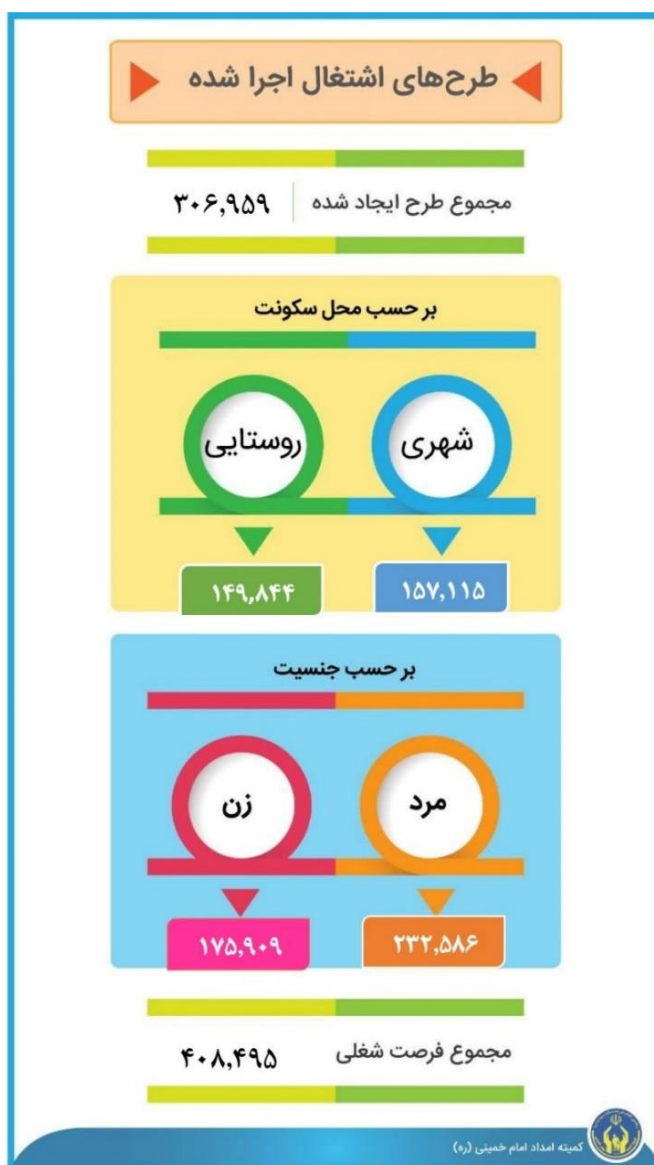 طرح‌های اشتغال اجرا شده
مجموع طرح ایجاد شده ۳۰۶,۹۵۹
بر حسب محل سکونت
شهری روستایی
۱۵۷,۱۱۵ ۱۴۹,۸۴۴
بر حسب جنسیت
مرد زن
۲۳۲,۵۸۶ ۱۷۵,۹۰۹
مجموع فرصت شغلی ۴۰۸,۴۹۵
کمیته امداد امام خمینی (ره)